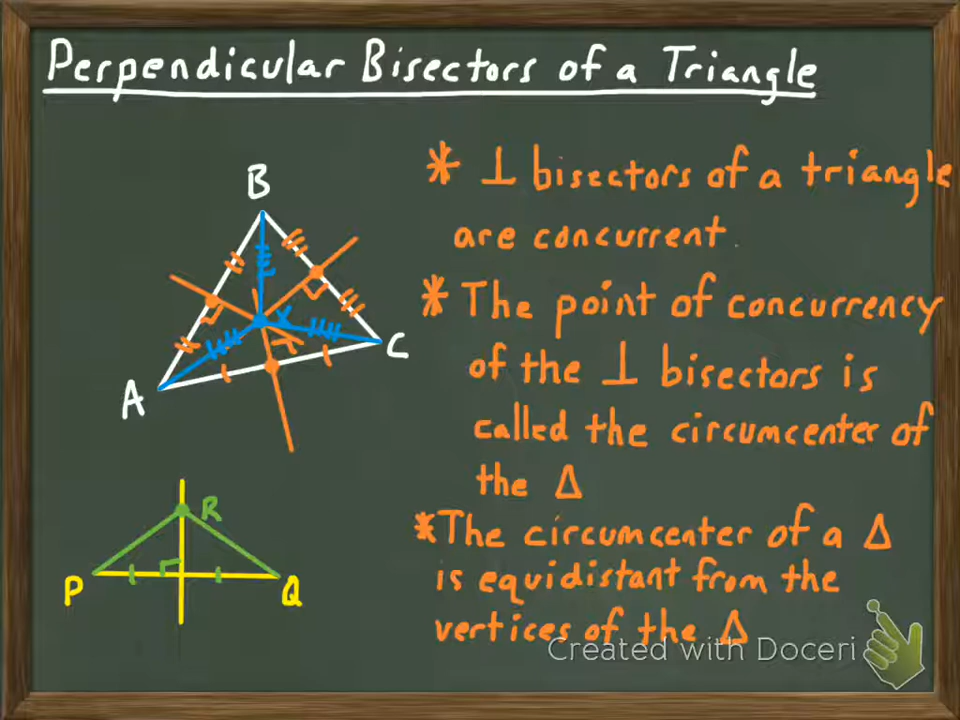 Perpendicular Bisectors of a Triangle
* ⊥ bisectors of a triangle
are concurrent.
* The point of concurrency
of the ⊥ bisectors is
called the circumcenter of
the Δ
*The circumcenter of a Δ
is equidistant from the
vertices of the Δ
B
A
C
x
R
P
Q
Created with Doceri